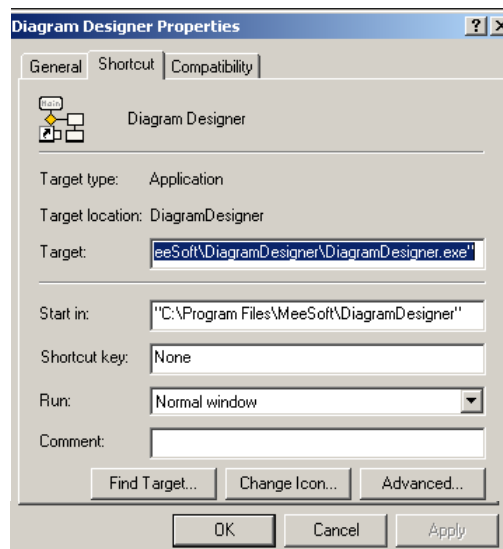 Diagram Designer Properties
General Shortcut Compatibility
Main
Diagram Designer
Target type: Application
Target location: DiagramDesigner
Target: eeSoft\DiagramDesigner\DiagramDesigner.exe"
Start in: "C:\Program Files\MeeSoft\DiagramDesigner"
Shortcut key: None
Run: Normal window
Comment:
Find Target... Change Icon... Advanced...
OK Cancel Apply